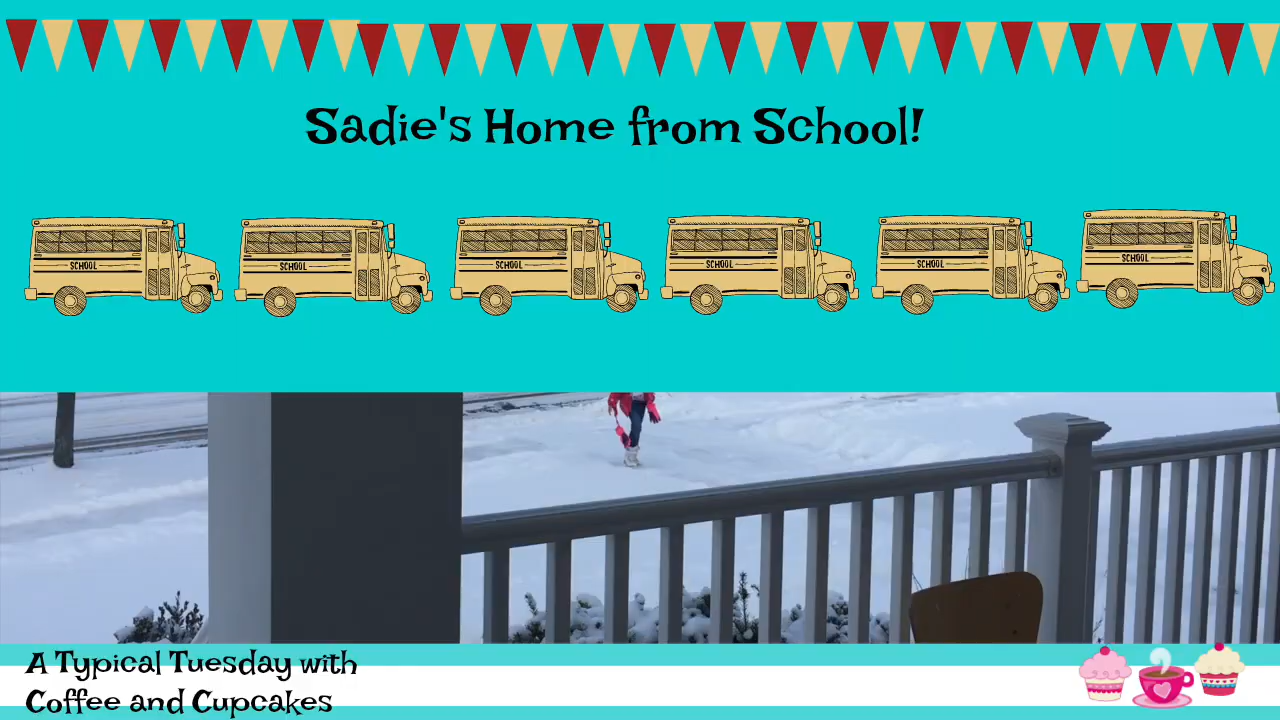 Sadie's Home from School!
SCHOOL SCHOOL SCHOOL SCHOOL SCHOOL SCHOOL
A Typical Tuesday with
Coffee and Cupcakes